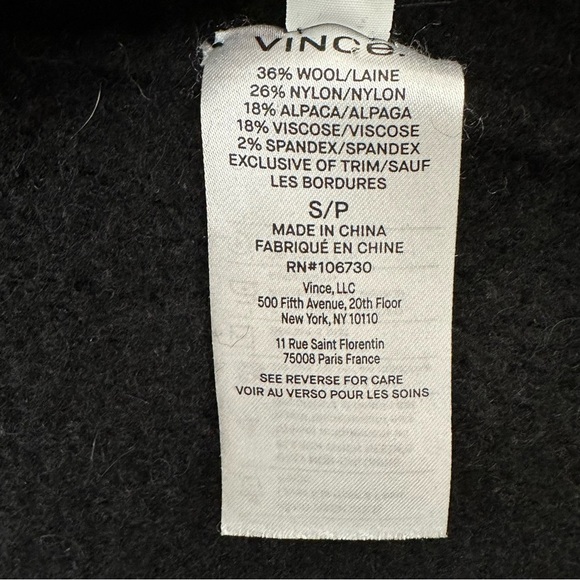 VINCe.
36% WOOL/LAINE
26% NYLON/NYLON
18% ALPACA/ALPAGA
18% VISCOSE/VISCOSE
2% SPANDEX/SPANDEX
EXCLUSIVE OF TRIM/SAUF
LES BORDURES
S/P
MADE IN CHINA
FABRIQUÉ EN CHINE
RN#106730
Vince, LLC
500 Fifth Avenue, 20th Floor
New York, NY 10110
11 Rue Saint Florentin
75008 Paris France
SEE REVERSE FOR CARE
VOIR AU VERSO POUR LES SOINS